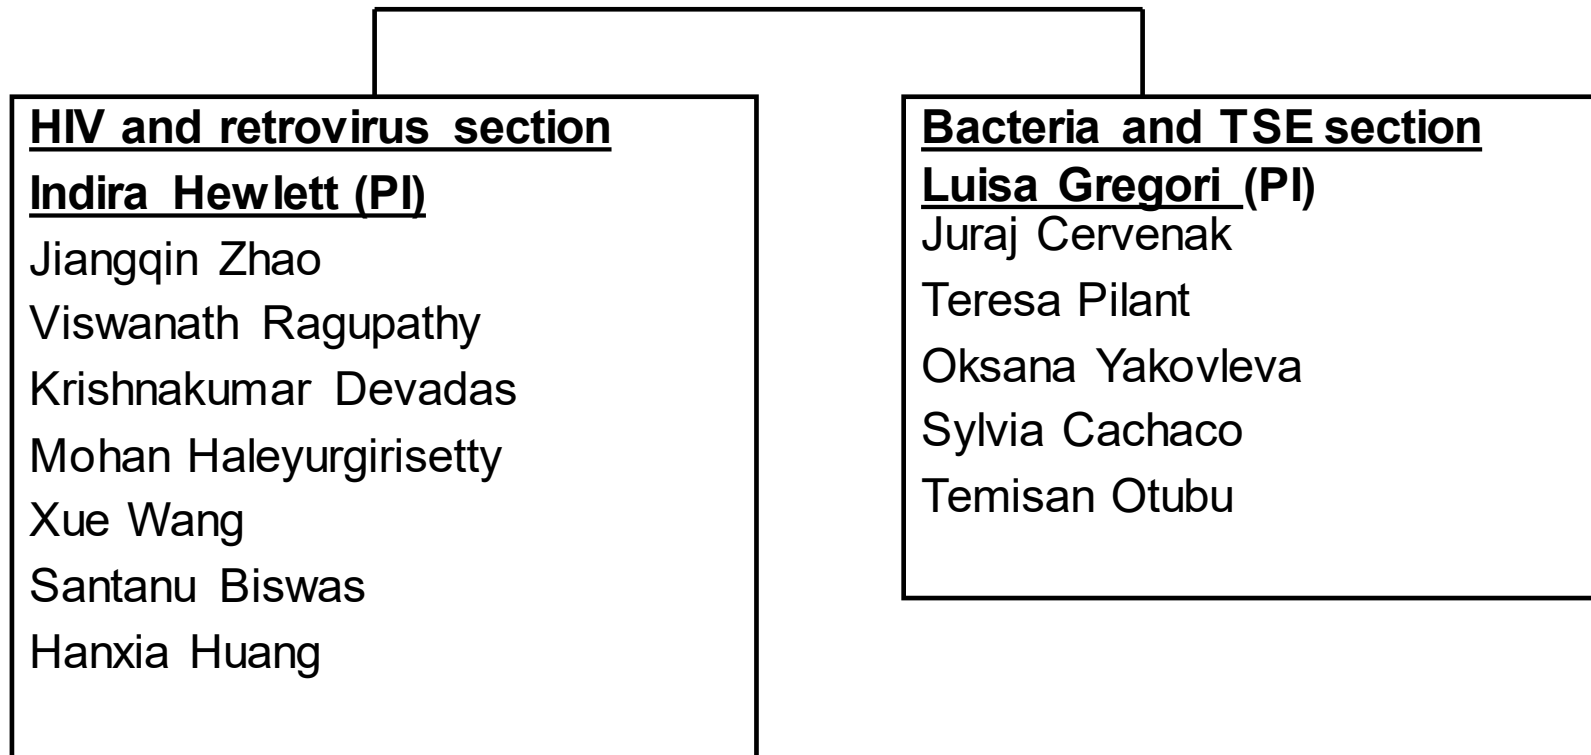 HIV and retrovirus section
Indira Hewlett (PI)
Jiangqin Zhao
Viswanath Ragupathy
Krishnakumar Devadas
Mohan Haleyurgirisetty
Xue Wang
Santanu Biswas
Hanxia Huang
Bacteria and TSE section
Luisa Gregori (PI)
Juraj Cervenak
Teresa Pilant
Oksana Yakovleva
Sylvia Cachaco
Temisan Otubu